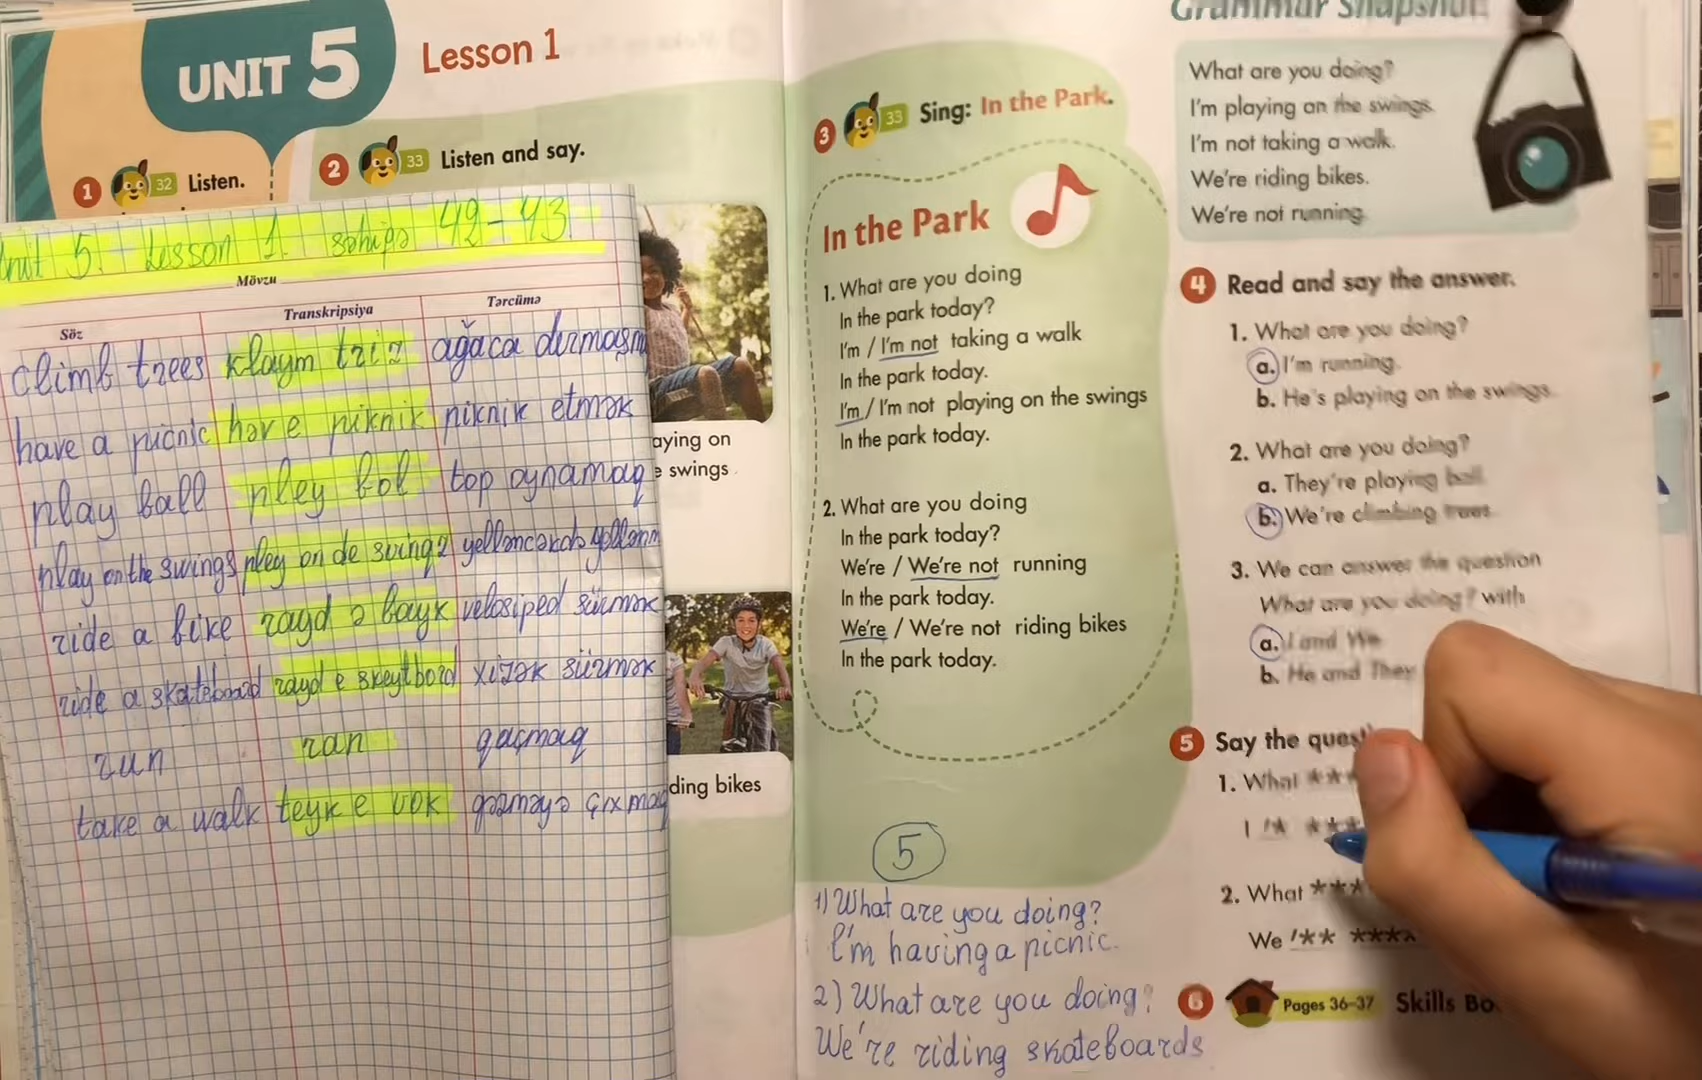 UNIT 5
Lesson 1
1 32 Listen.
2 33 Listen and say.
Unit 5. Lesson 1. səhifə 42-43
Mövzu
Söz Transkripsiya Tərcümə
climb trees klaym triz ağaca dırmaşm
have a picnic hav e piknik piknik etmək
play ball pley bol top oynamaq
play on the swings pley on de svingz yelləncəkdə yellənm
ride a bike rayd ə bayk velosiped sürmək
ride a skateboard rayd e skeytbord xizək sürmək
run ran qaçmaq
take a walk teyk e vok gəzməyə çıxmaq
aying on
e swings
ding bikes
3 33 Sing: In the Park.
In the Park
1. What are you doing
In the park today?
I'm / I'm not taking a walk
In the park today.
I'm / I'm not playing on the swings
In the park today.
2. What are you doing
In the park today?
We're / We're not running
In the park today.
We're / We're not riding bikes
In the park today.
5
1) What are you doing?
I'm having a picnic.
2) What are you doing?
We're riding skateboards
Grammar Snapshot
What are you doing?
I'm playing on the swings.
I'm not taking a walk.
We're riding bikes.
We're not running.
4 Read and say the answer.
1. What are you doing?
a. I'm running.
b. He's playing on the swings.
2. What are you doing?
a. They're playing ball.
b. We're climbing trees.
3. We can answer the question
What are you doing? with
a. I and We
b. He and They
5 Say the
1. What ***
I '* ***
2. What ***
We '** ****
6 Pages 36-37 Skills Bo